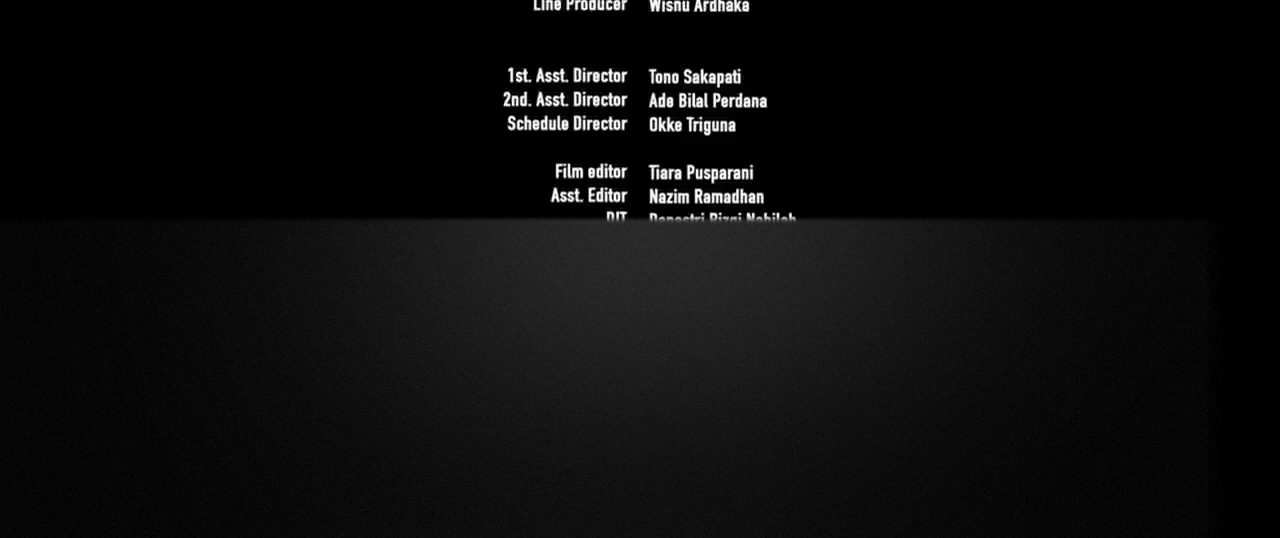 Line Producer Wisnu Ardhaka
1st. Asst. Director Tono Sakapati
2nd. Asst. Director Ade Bilal Perdana
Schedule Director Okke Triguna
Film editor Tiara Pusparani
Asst. Editor Nazim Ramadhan
DIT